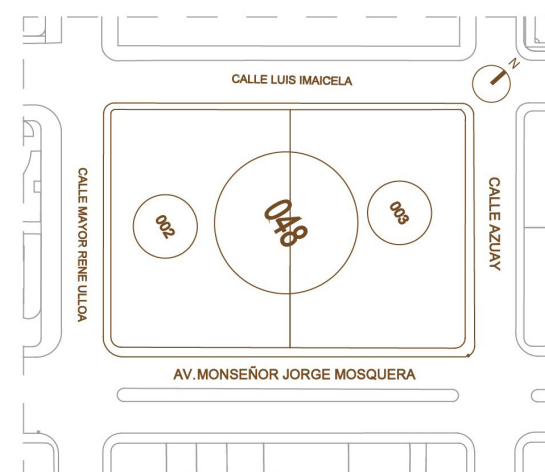 N
CALLE LUIS IMAICELA
CALLE MAYOR RENE ULLOA
002
048
003
CALLE AZUAY
AV.MONSEÑOR JORGE MOSQUERA